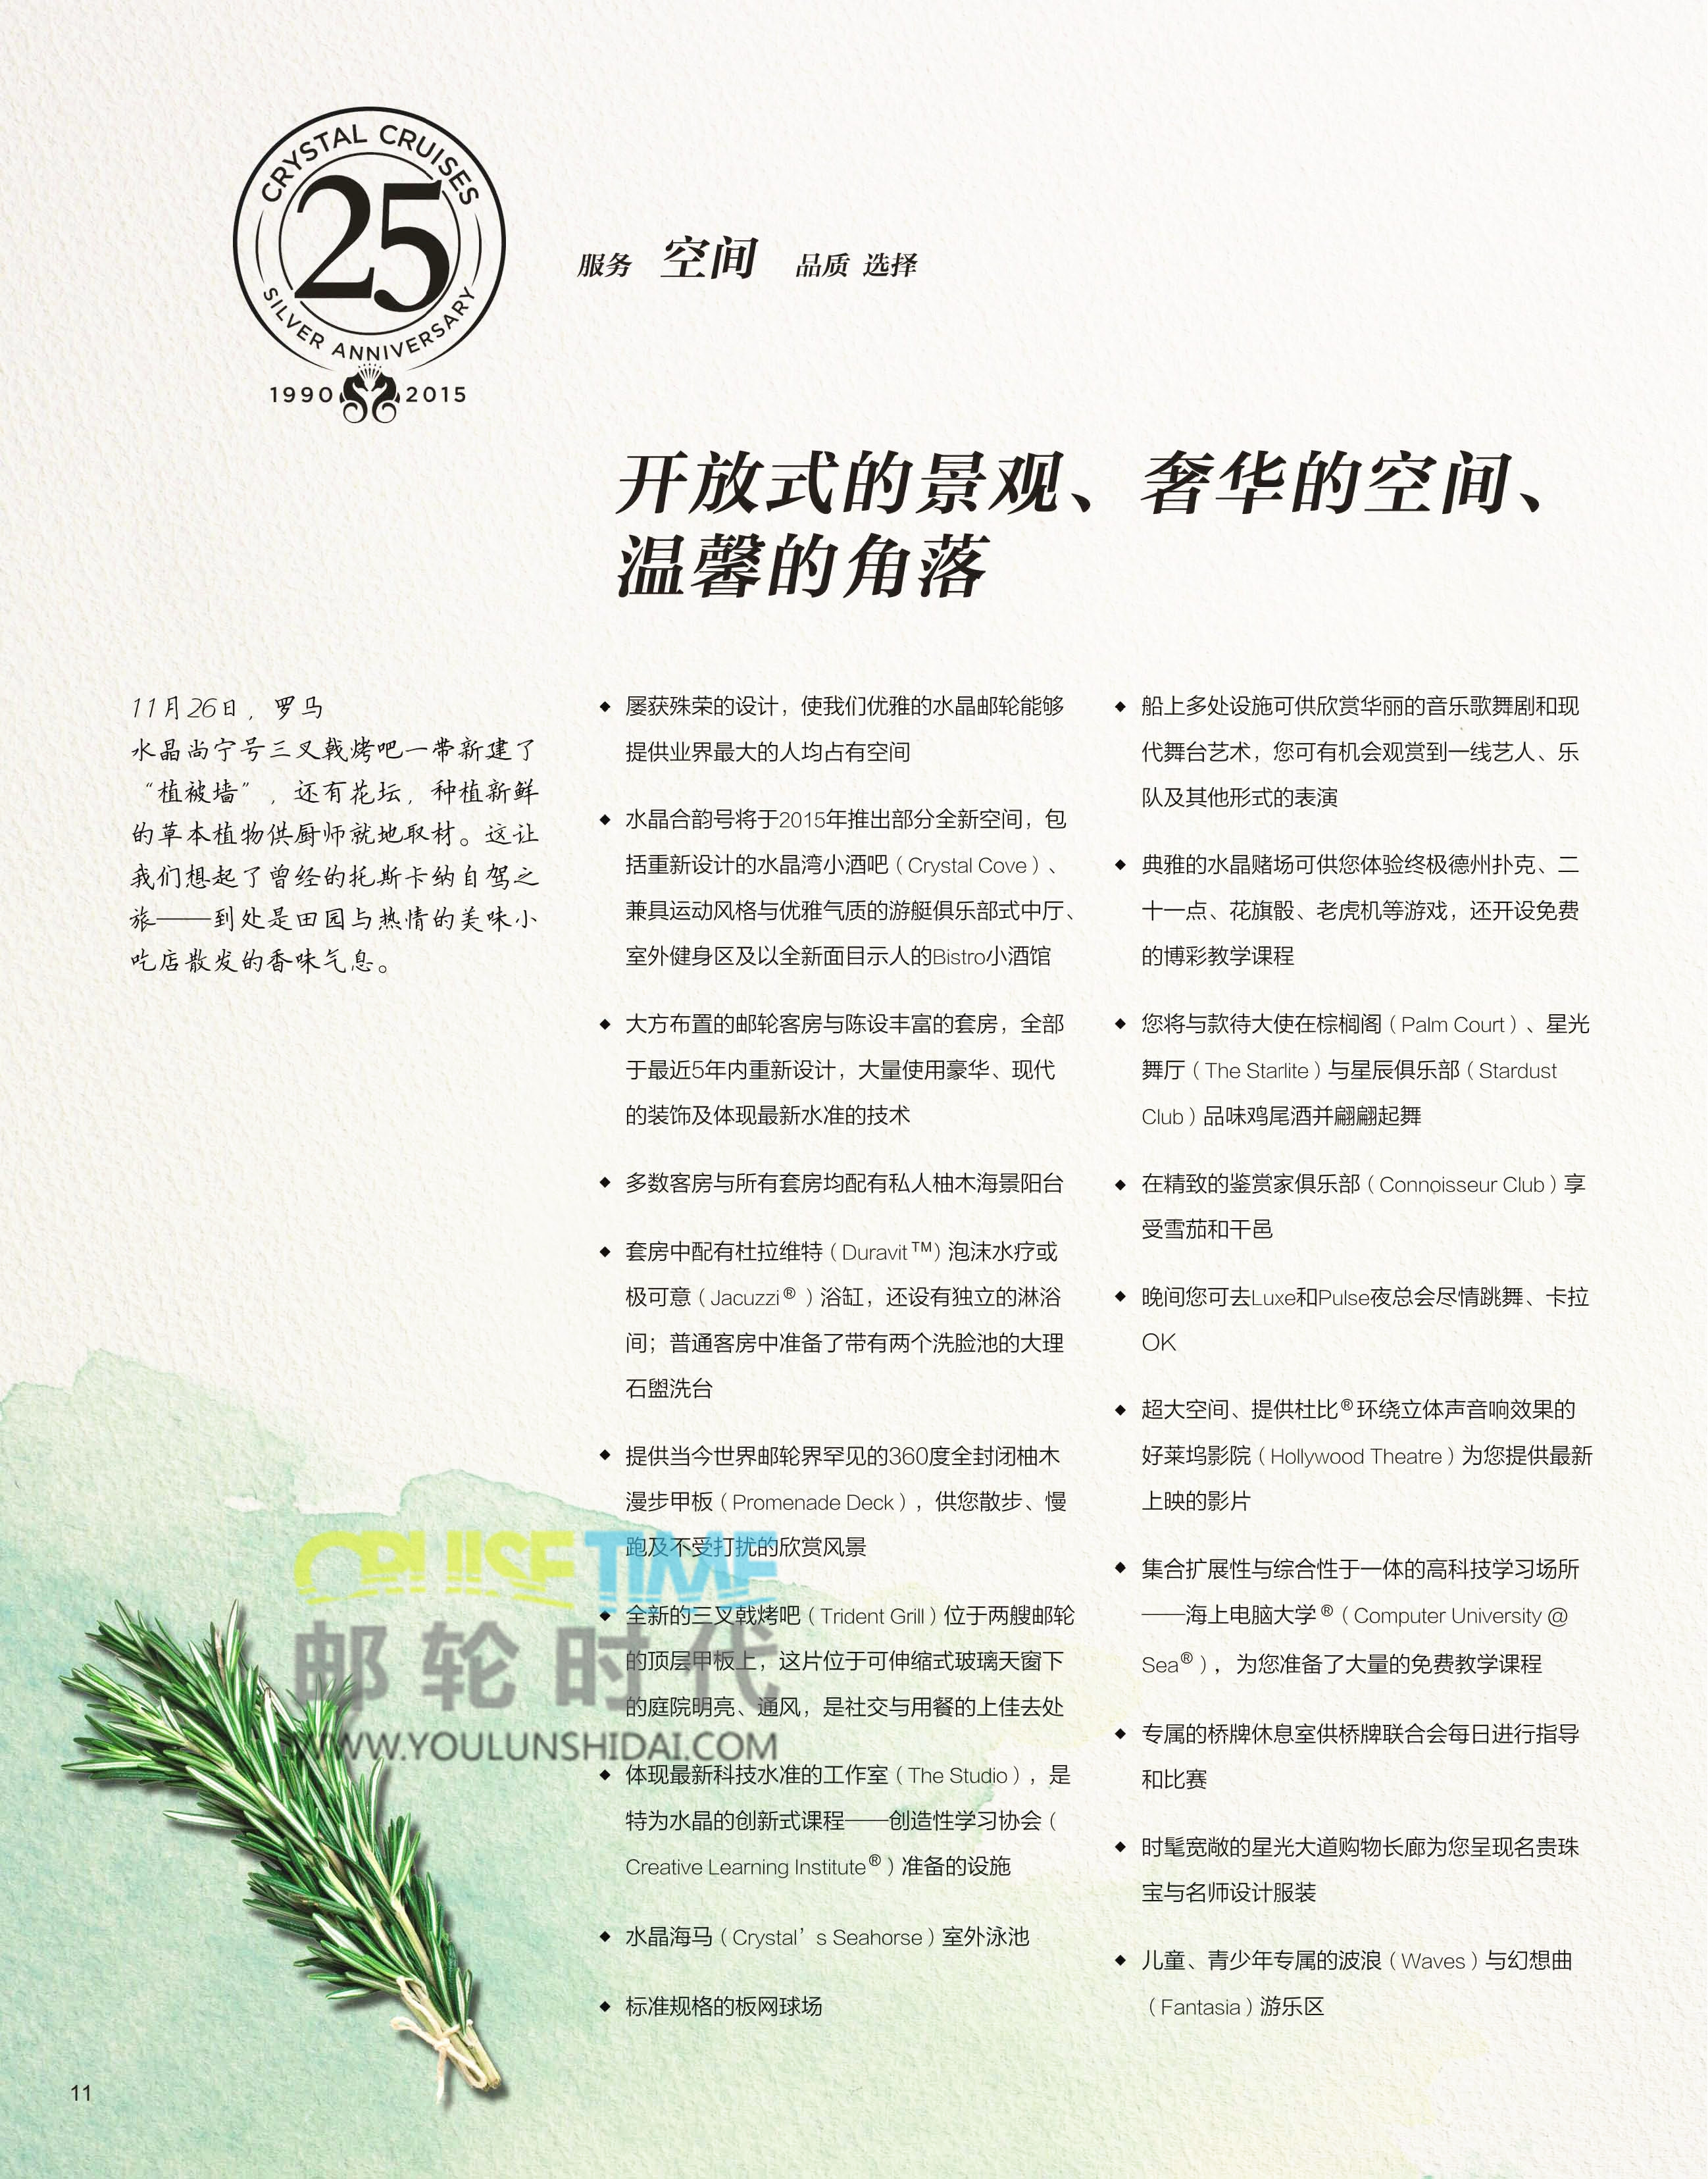 CRYSTAL CRUISES
25
SILVER ANNIVERSARY
1990 2015
服务 空间 品质 选择
开放式的景观、奢华的空间、
温馨的角落
11月26日，罗马
水晶尚宁号三叉戟烤吧一带新建了
“植被墙”，还有花坛，种植新鲜
的草本植物供厨师就地取材。这让
我们想起了曾经的托斯卡纳自驾之
旅——到处是田园与热情的美味小
吃店散发的香味气息。
◆ 屡获殊荣的设计，使我们优雅的水晶邮轮能够
提供业界最大的人均占有空间
◆ 水晶合韵号将于2015年推出部分全新空间，包
括重新设计的水晶湾小酒吧（Crystal Cove）、
兼具运动风格与优雅气质的游艇俱乐部式中厅、
室外健身区及以全新面目示人的Bistro小酒馆
◆ 大方布置的邮轮客房与陈设丰富的套房，全部
于最近5年内重新设计，大量使用豪华、现代
的装饰及体现最新水准的技术
◆ 多数客房与所有套房均配有私人柚木海景阳台
◆ 套房中配有杜拉维特（Duravit™）泡沫水疗或
极可意（Jacuzzi®）浴缸，还设有独立的淋浴
间；普通客房中准备了带有两个洗脸池的大理
石盥洗台
◆ 提供当今世界邮轮界罕见的360度全封闭柚木
漫步甲板（Promenade Deck），供您散步、慢
跑及不受打扰的欣赏风景
◆ 全新的三叉戟烤吧（Trident Grill）位于两艘邮轮
的顶层甲板上，这片位于可伸缩式玻璃天窗下
的庭院明亮、通风，是社交与用餐的上佳去处
◆ 体现最新科技水准的工作室（The Studio），是
特为水晶的创新式课程——创造性学习协会（
Creative Learning Institute®）准备的设施
◆ 水晶海马（Crystal’s Seahorse）室外泳池
◆ 标准规格的板网球场
◆ 船上多处设施可供欣赏华丽的音乐歌舞剧和现
代舞台艺术，您可有机会观赏到一线艺人、乐
队及其他形式的表演
◆ 典雅的水晶赌场可供您体验终极德州扑克、二
十一点、花旗骰、老虎机等游戏，还开设免费
的博彩教学课程
◆ 您将与款待大使在棕榈阁（Palm Court）、星光
舞厅（The Starlite）与星辰俱乐部（Stardust
Club）品味鸡尾酒并翩翩起舞
◆ 在精致的鉴赏家俱乐部（Connoisseur Club）享
受雪茄和干邑
◆ 晚间您可去Luxe和Pulse夜总会尽情跳舞、卡拉
OK
◆ 超大空间、提供杜比®环绕立体声音响效果的
好莱坞影院（Hollywood Theatre）为您提供最新
上映的影片
◆ 集合扩展性与综合性于一体的高科技学习场所
——海上电脑大学®（Computer University @
Sea®），为您准备了大量的免费教学课程
◆ 专属的桥牌休息室供桥牌联合会每日进行指导
和比赛
◆ 时髦宽敞的星光大道购物长廊为您呈现名贵珠
宝与名师设计服装
◆ 儿童、青少年专属的波浪（Waves）与幻想曲
（Fantasia）游乐区
CRUISE TIME
邮轮时代
WWW.YOULUNSHIDAI.COM
11